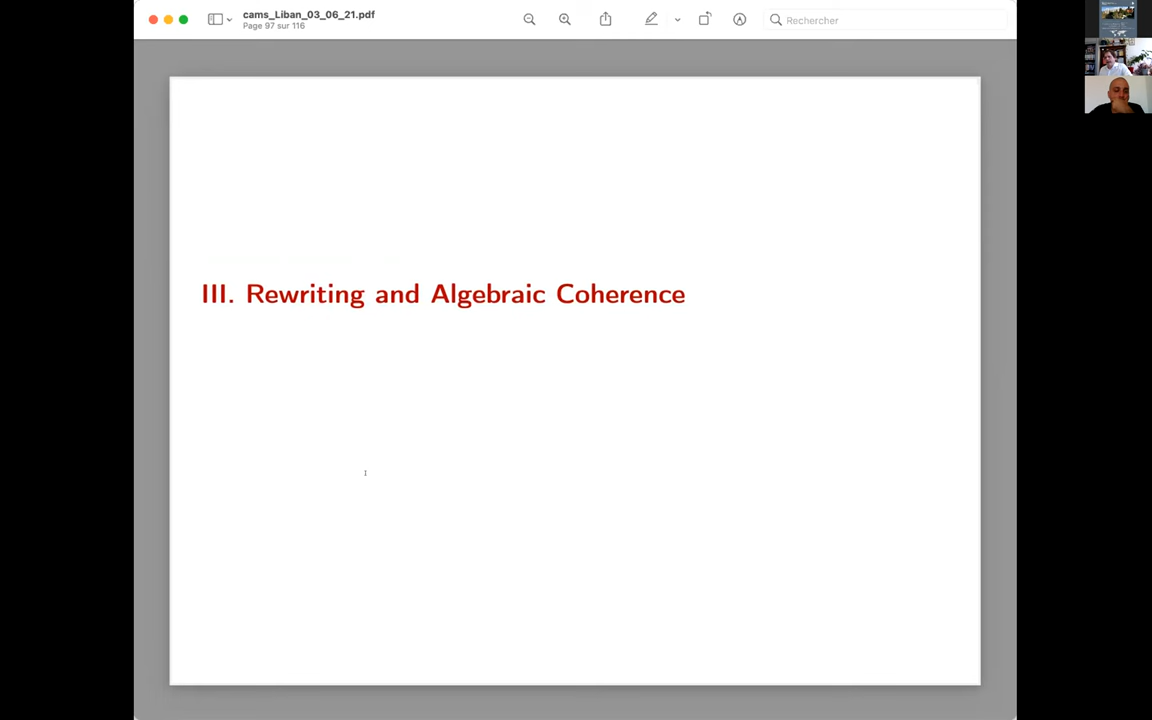 cams_Liban_03_06_21.pdf
Page 97 sur 116
Rechercher
III. Rewriting and Algebraic Coherence